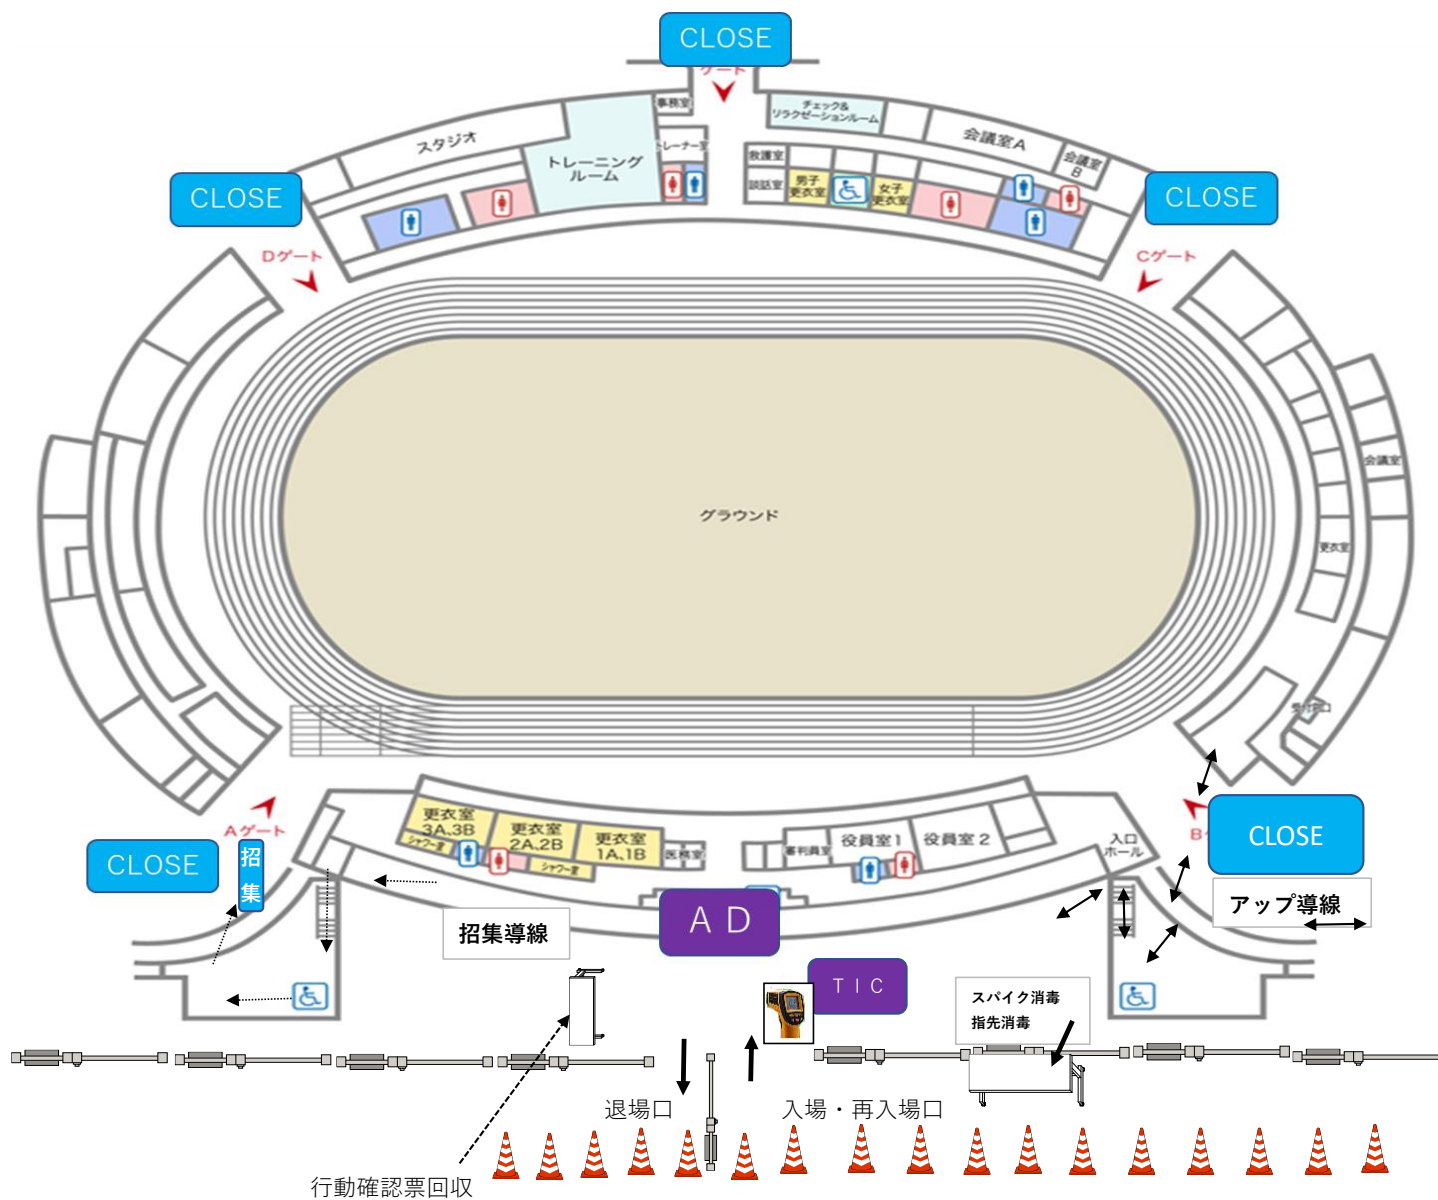 CLOSE
ゲート
事務室
チェック&
リラクゼーションルーム
スタジオ
会議室A
会議室
B
トレーナー室
トレーニング
ルーム
救護室
談話室
男子
更衣室
女子
更衣室
CLOSE
CLOSE
Dゲート
Cゲート
会議室
グラウンド
更衣室
Aゲート
CLOSE
招
集
更衣室
3A、3B
シャワー室
更衣室
2A、2B
更衣室
1A、1B
シャワー室
医務室
審判員室
役員室1
役員室2
入口
ホール
B
CLOSE
アップ導線
招集導線
AD
TIC
スパイク消毒
指先消毒
退場口
入場・再入場口
行動確認票回収